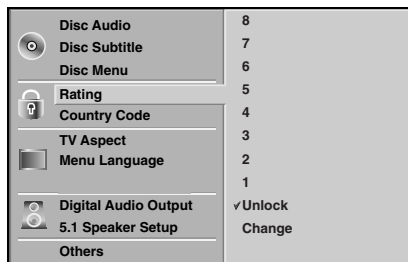 Disc Audio
Disc Subtitle
Disc Menu
Rating
Country Code
TV Aspect
Menu Language
Digital Audio Output
5.1 Speaker Setup
Others
8
7
6
5
4
3
2
1
✓Unlock
Change